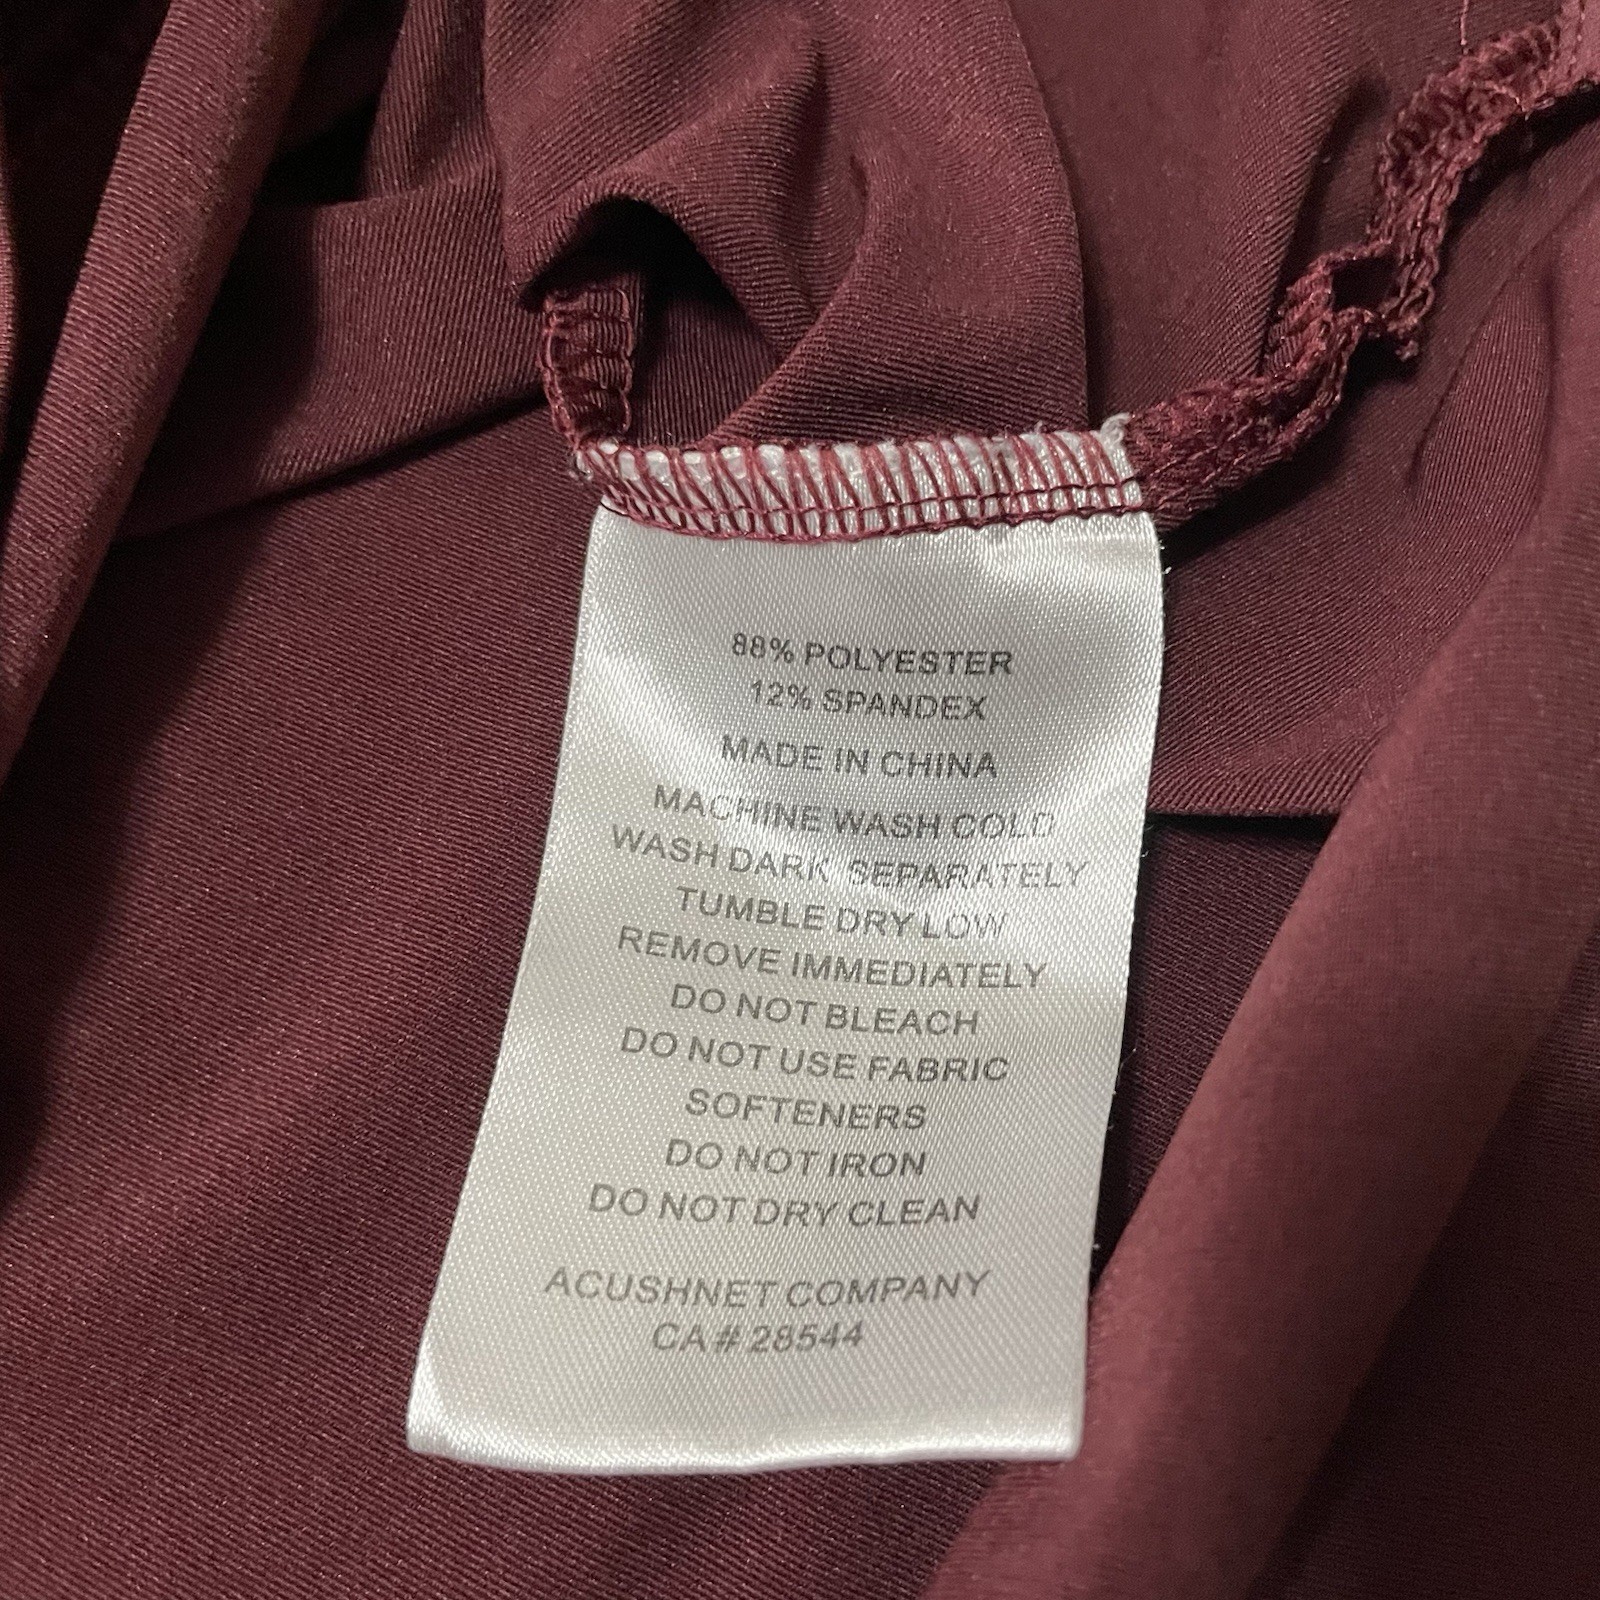 88% POLYESTER
12% SPANDEX
MADE IN CHINA
MACHINE WASH COLD
WASH DARK SEPARATELY
TUMBLE DRY LOW
REMOVE IMMEDIATELY
DO NOT BLEACH
DO NOT USE FABRIC
SOFTENERS
DO NOT IRON
DO NOT DRY CLEAN
ACUSHNET COMPANY
CA # 28544